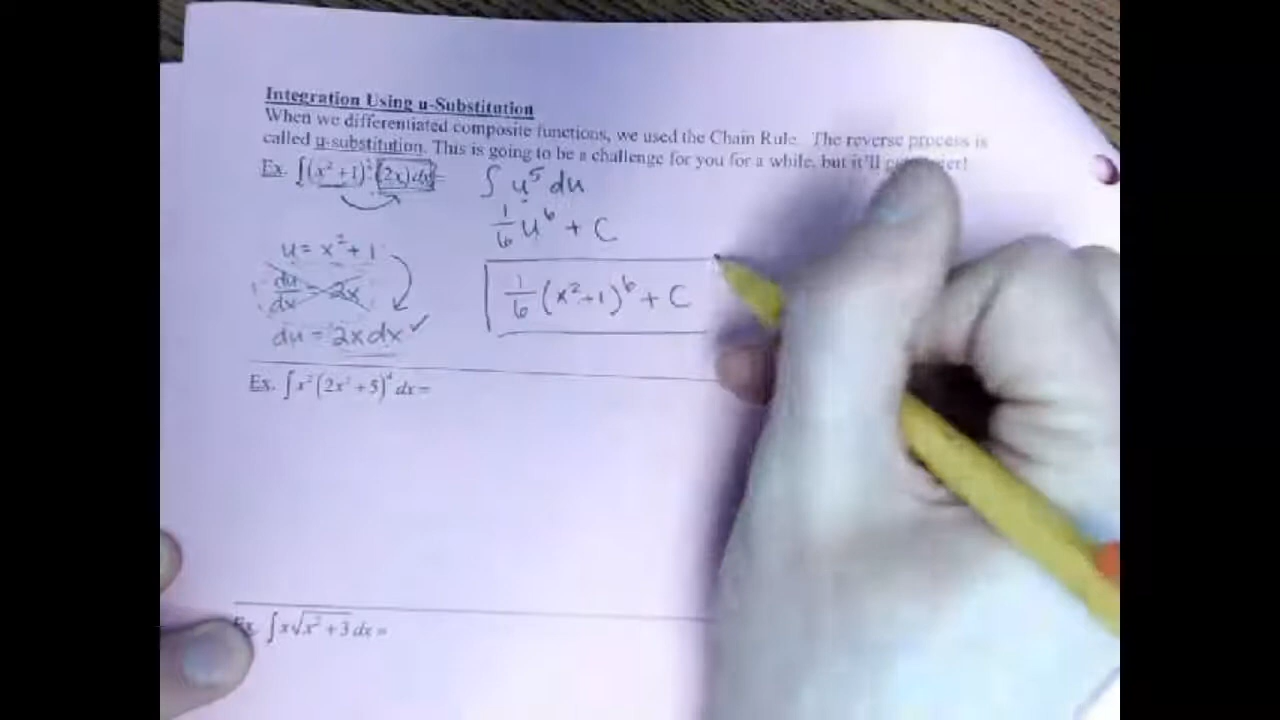 Integration Using u-Substitution
When we differentiated composite functions, we used the Chain Rule. The reverse process is
called u-substitution. This is going to be a challenge for you for a while, but it'll
Ex. ∫(x² + 1) (2x)dx =
∫ u⁵ du
1/6 u⁶ + C
u = x² + 1
du/dx = 2x
1/6 (x² + 1)⁶ + C
du = 2x dx ✓
Ex. ∫ x² (2x³ + 5)⁴ dx =
Ex. ∫ x√x² + 3 dx =